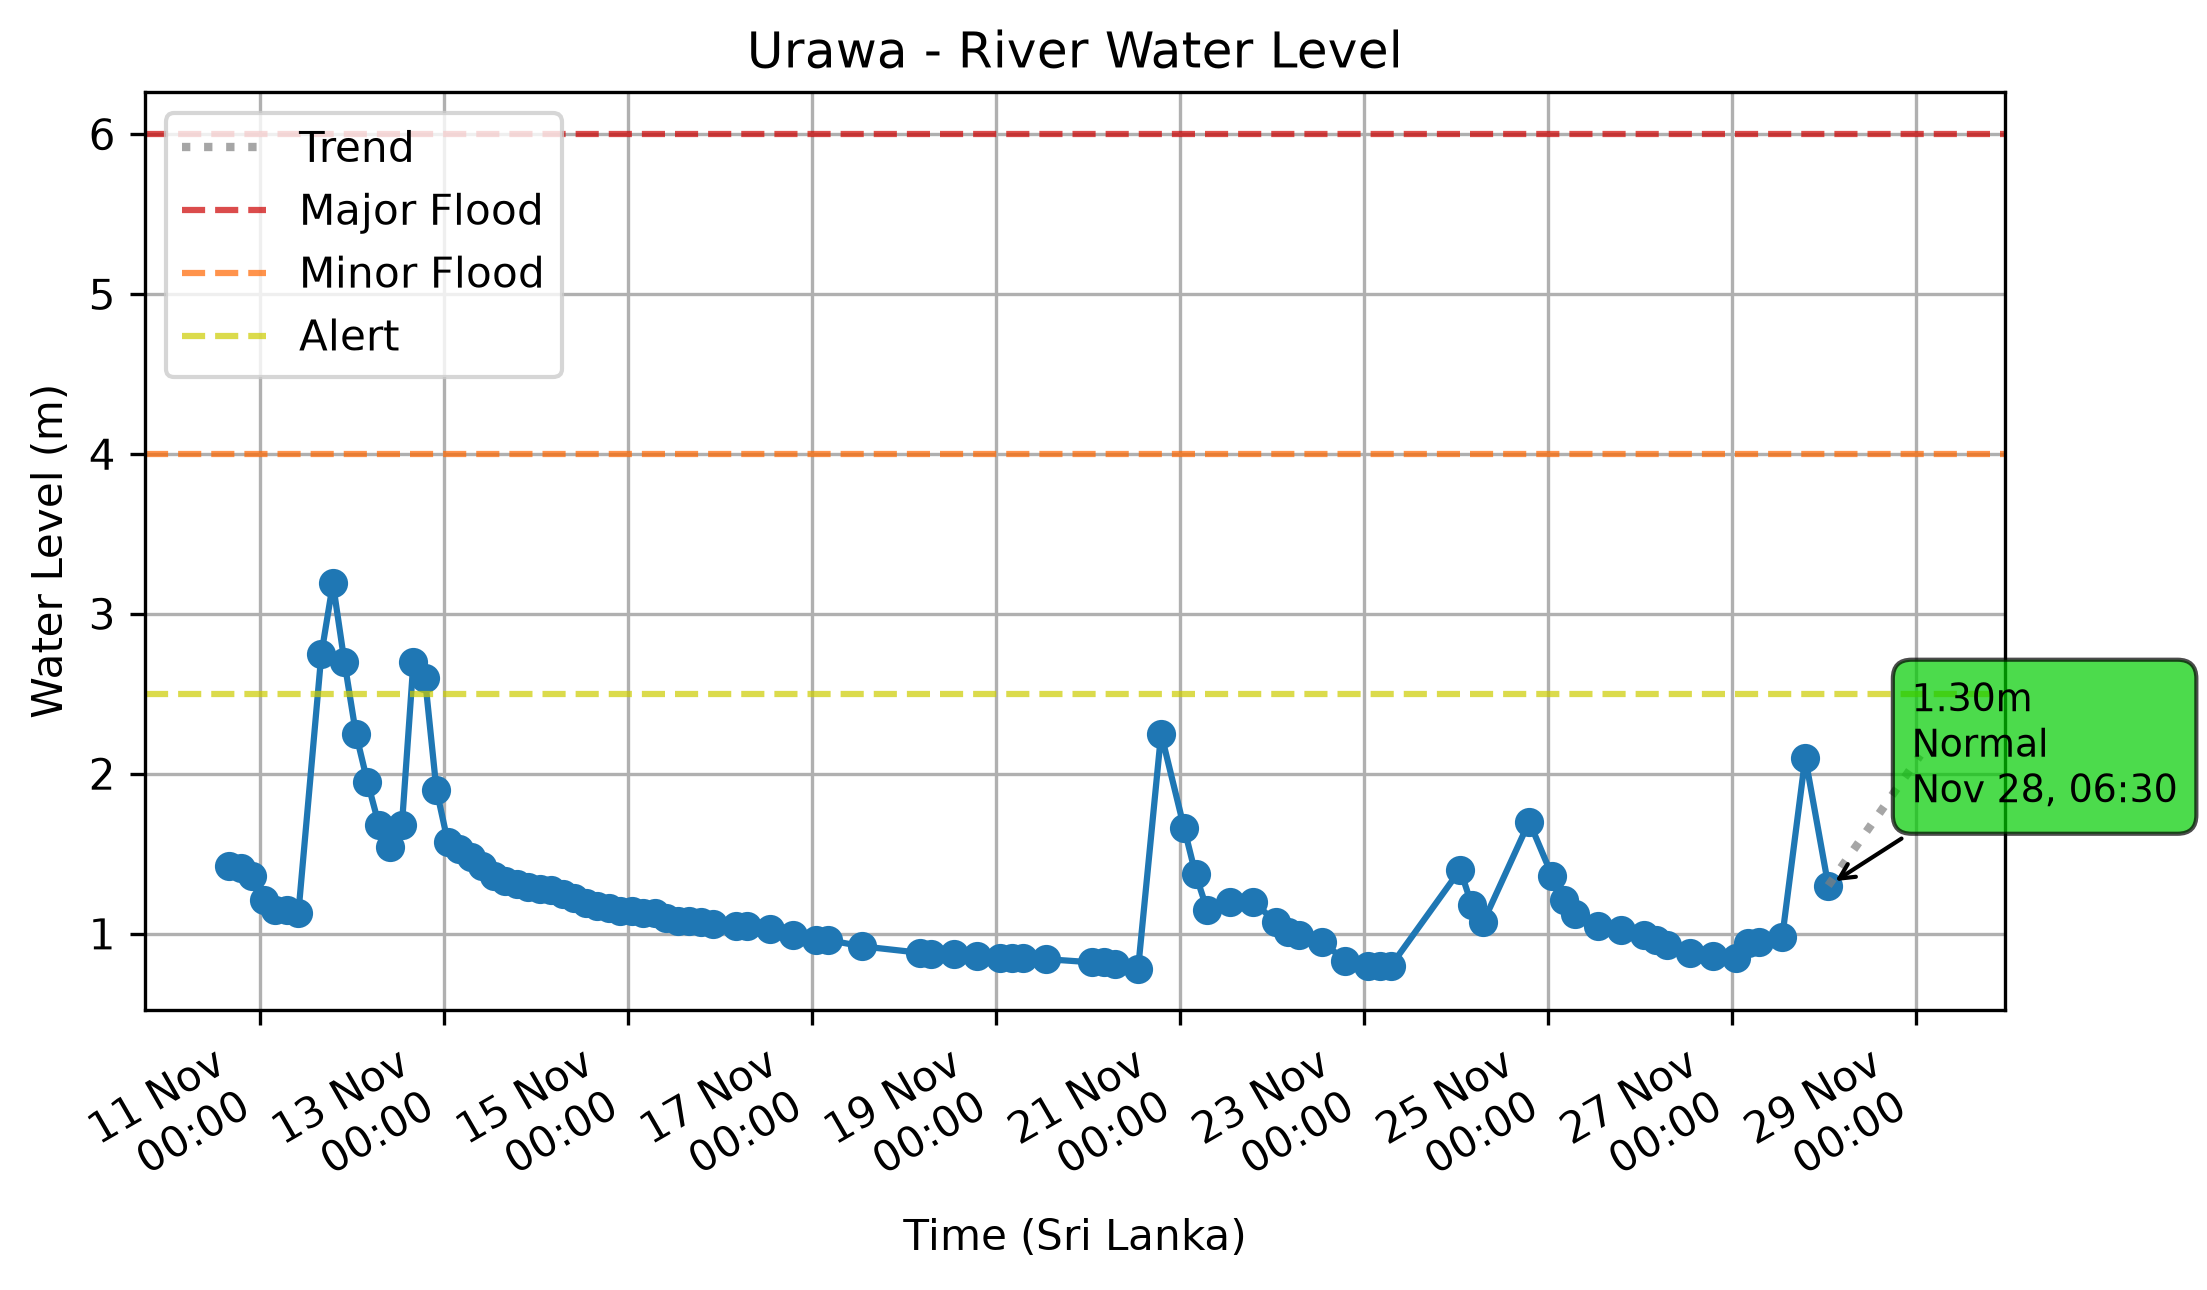 Urawa - River Water Level
Trend
Major Flood
Minor Flood
Alert
6
5
4
3
2
1
Water Level (m)
1.30m
Normal
Nov 28, 06:30
11 Nov
00:00
13 Nov
00:00
15 Nov
00:00
17 Nov
00:00
19 Nov
00:00
21 Nov
00:00
23 Nov
00:00
25 Nov
00:00
27 Nov
00:00
29 Nov
00:00
Time (Sri Lanka)